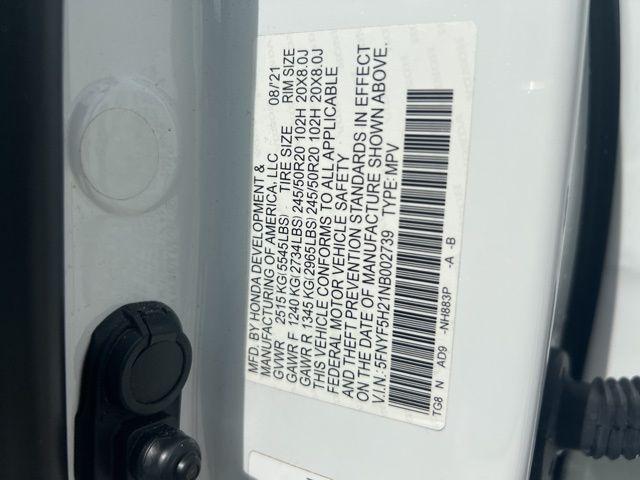 MFD. BY HONDA DEVELOPMENT & 08/'21
MANUFACTURING OF AMERICA, LLC
GVWR 2515 KG(5545LBS) TIRE SIZE RIM SIZE
GAWR F 1240 KG(2734LBS) 245/50R20 102H 20X8.0J
GAWR R 1345 KG(2965LBS) 245/50R20 102H 20X8.0J
THIS VEHICLE CONFORMS TO ALL APPLICABLE
FEDERAL MOTOR VEHICLE SAFETY
AND THEFT PREVENTION STANDARDS IN EFFECT
ON THE DATE OF MANUFACTURE SHOWN ABOVE.
V.I.N.: 5FNYF5H21NB002739 TYPE:MPV
TG8 N AD9 -NH883P -A -B